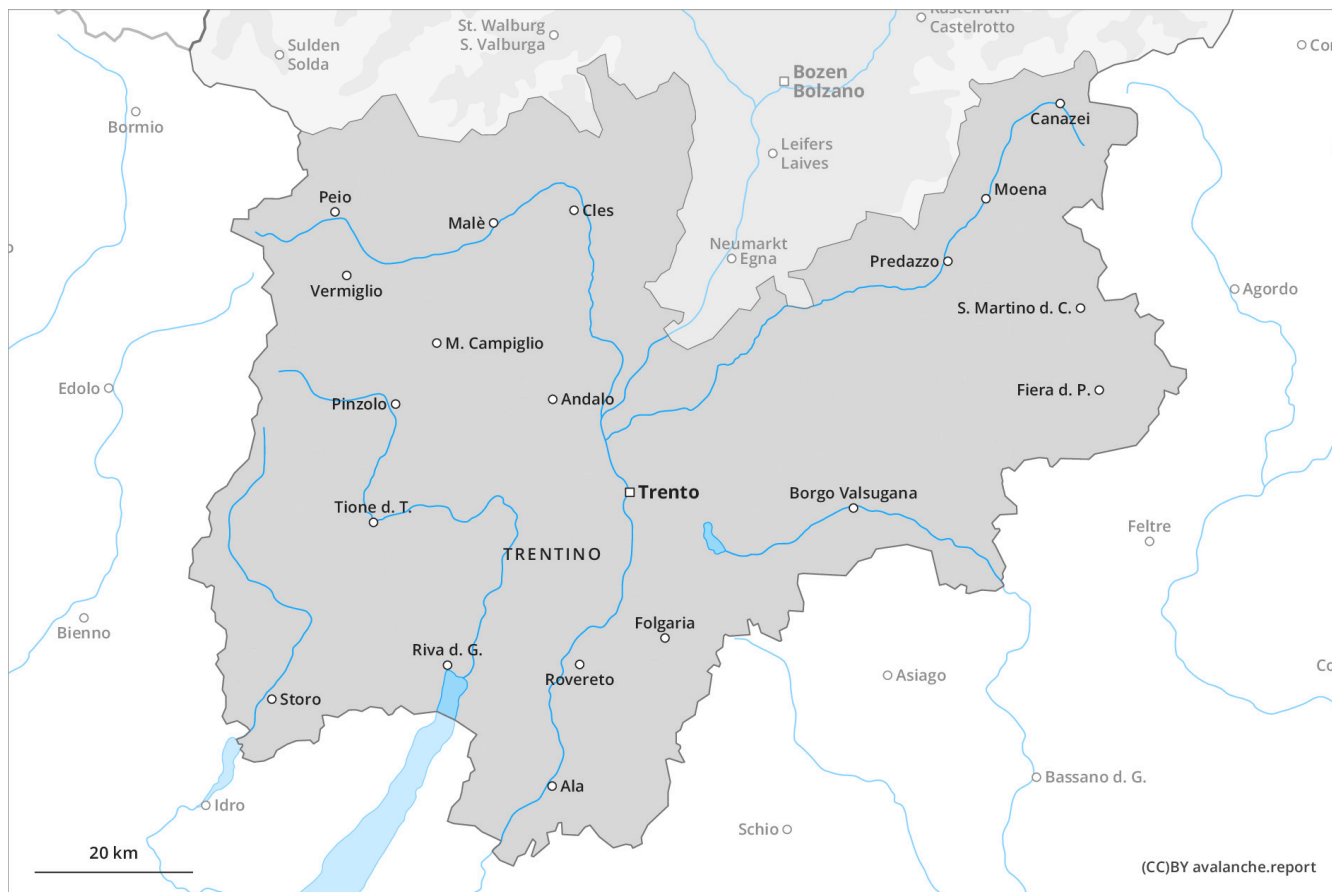 St. Walburg
S. Valburga
Castelrotto
Sulden
Solda
Bozen
Bolzano
Bormio
Canazei
Leifers
Laives
Moena
Peio
Malè
Cles
Neumarkt
Egna
Predazzo
Vermiglio
Agordo
S. Martino d. C.
M. Campiglio
Edolo
Pinzolo
Andalo
Fiera d. P.
Trento
Borgo Valsugana
Tione d. T.
Feltre
TRENTINO
Bienno
Folgaria
Riva d. G.
Rovereto
Asiago
Storo
Bassano d. G.
Ala
Idro
Schio
20 km
(CC)BY avalanche.report